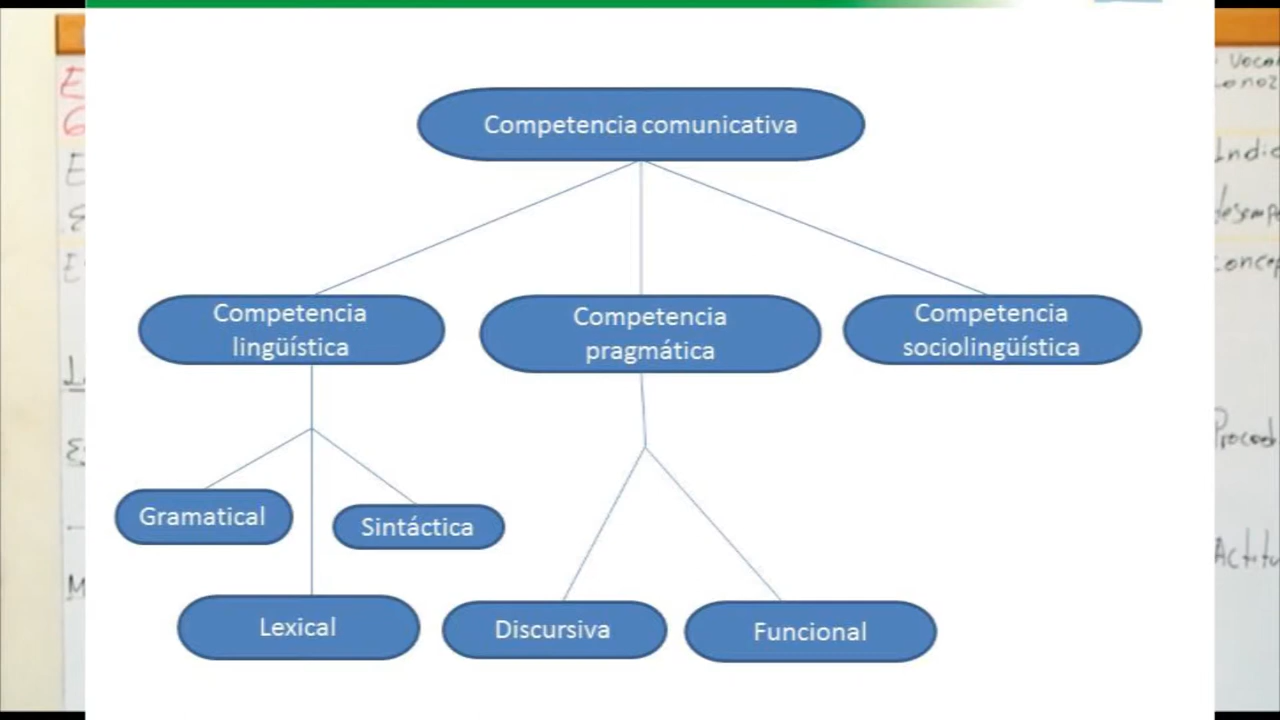 Competencia comunicativa
Competencia
lingüística
Competencia
pragmática
Competencia
sociolingüística
Gramatical
Sintáctica
Lexical
Discursiva
Funcional